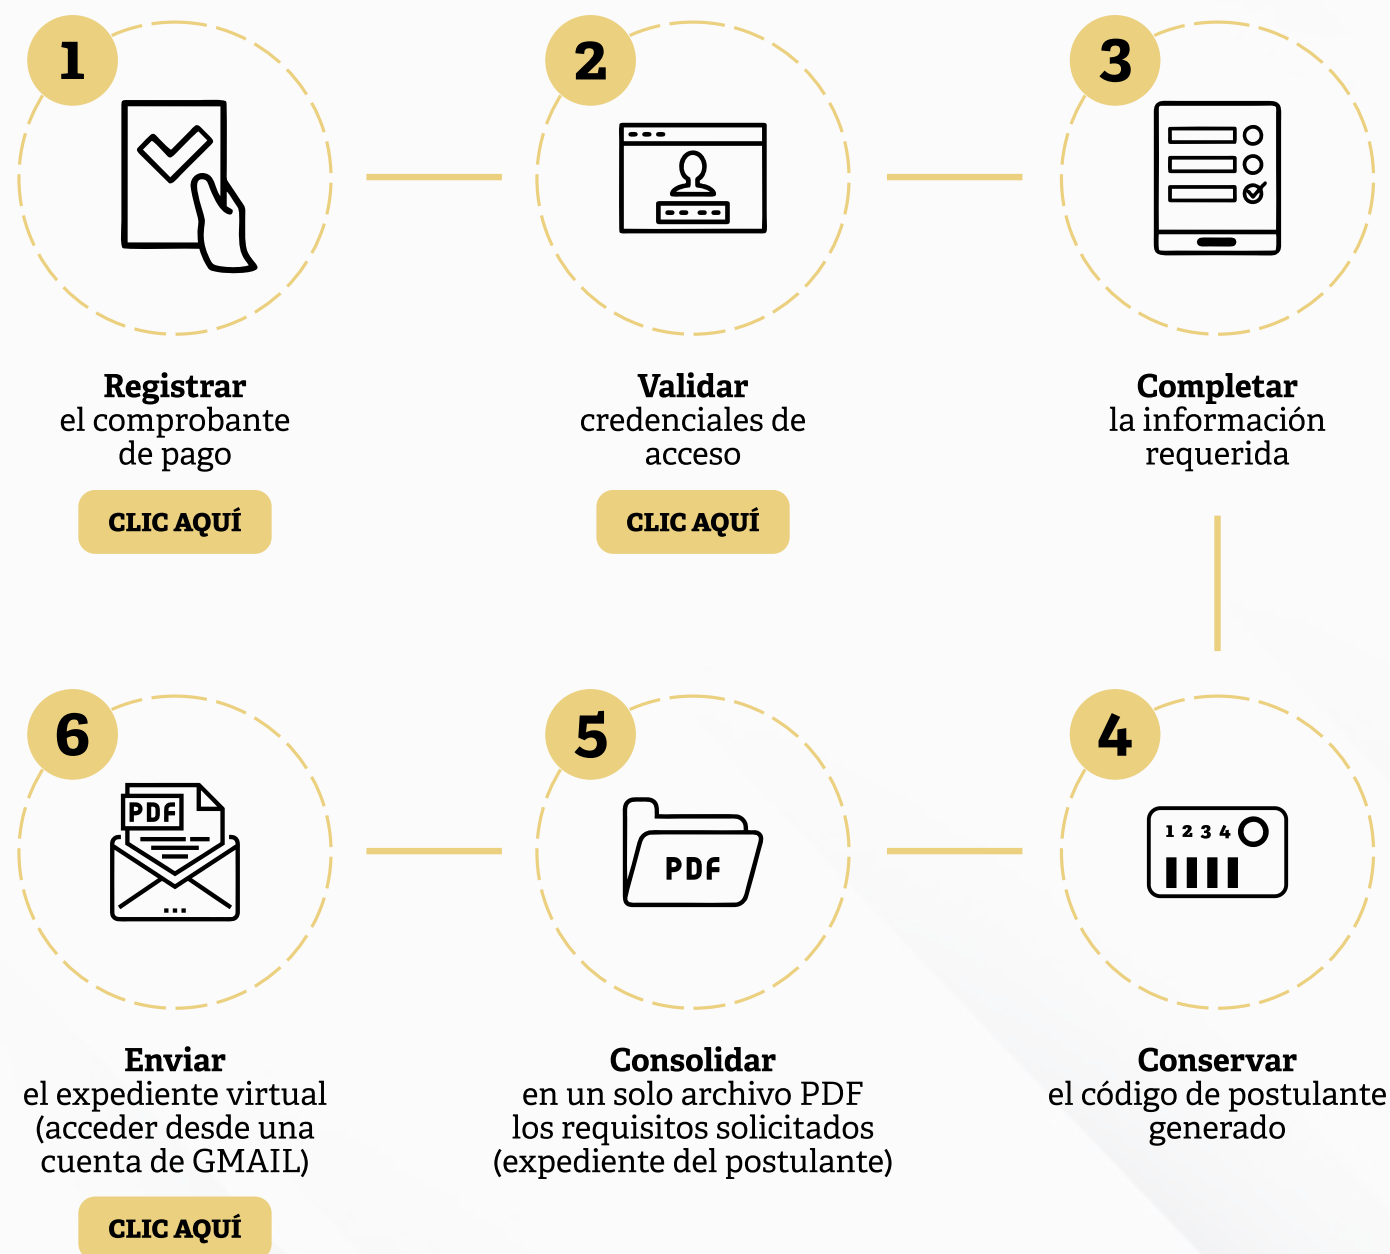 1
Registrar
el comprobante
de pago
CLIC AQUÍ
2
Validar
credenciales de
acceso
CLIC AQUÍ
3
Completar
la información
requerida
4
1 2 3 4
Conservar
el código de postulante
generado
5
PDF
Consolidar
en un solo archivo PDF
los requisitos solicitados
(expediente del postulante)
6
PDF
Enviar
el expediente virtual
(acceder desde una
cuenta de GMAIL)
CLIC AQUÍ